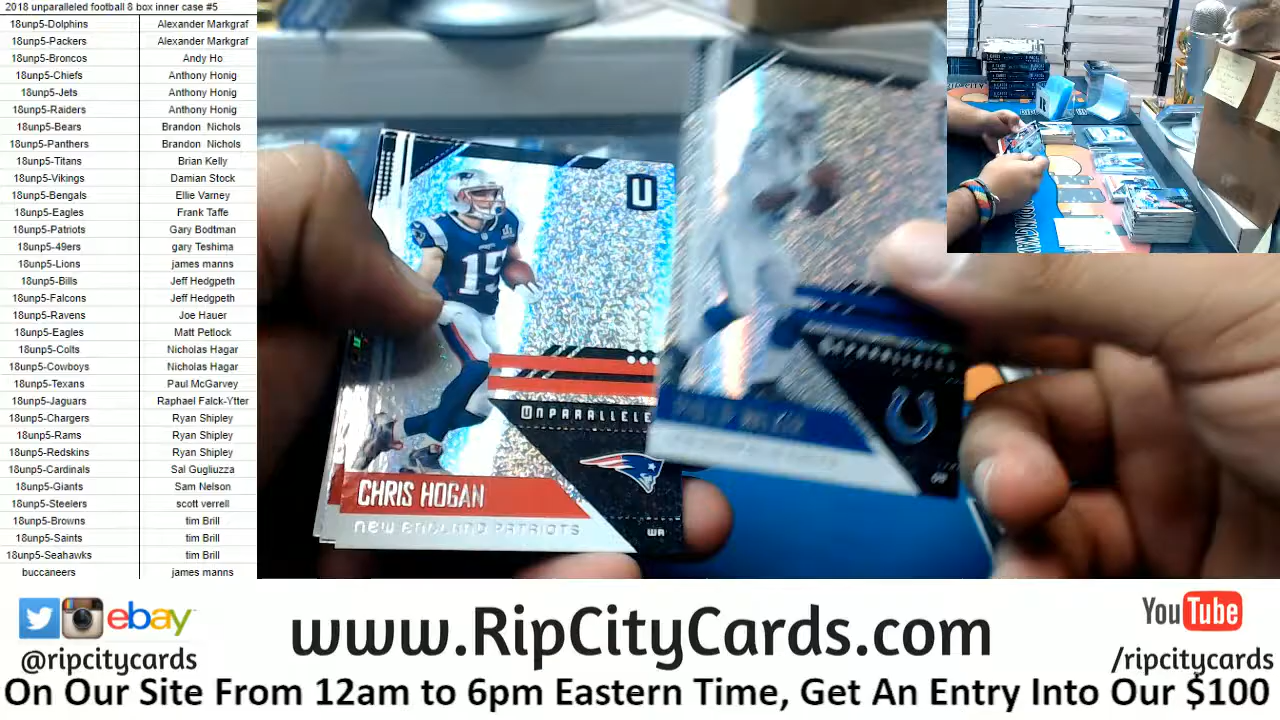 2018 unparalleled football 8 box inner case #5
18unp5-Dolphins Alexander Markgraf
18unp5-Packers Alexander Markgraf
18unp5-Broncos Andy Ho
18unp5-Chiefs Anthony Honig
18unp5-Jets Anthony Honig
18unp5-Raiders Anthony Honig
18unp5-Bears Brandon Nichols
18unp5-Panthers Brandon Nichols
18unp5-Titans Brian Kelly
18unp5-Vikings Damian Stock
18unp5-Bengals Ellie Varney
18unp5-Eagles Frank Taffe
18unp5-Patriots Gary Bodtman
18unp5-49ers gary Teshima
18unp5-Lions james manns
18unp5-Bills Jeff Hedgpeth
18unp5-Falcons Jeff Hedgpeth
18unp5-Ravens Joe Hauer
18unp5-Eagles Matt Petlock
18unp5-Colts Nicholas Hagar
18unp5-Cowboys Nicholas Hagar
18unp5-Texans Paul McGarvey
18unp5-Jaguars Raphael Falck-Ytter
18unp5-Chargers Ryan Shipley
18unp5-Rams Ryan Shipley
18unp5-Redskins Ryan Shipley
18unp5-Cardinals Sal Gugliuzza
18unp5-Giants Sam Nelson
18unp5-Steelers scott verrell
18unp5-Browns tim Brill
18unp5-Saints tim Brill
18unp5-Seahawks tim Brill
buccaneers james manns
U
15
UNPARALLELE
CHRIS HOGAN
NEW ENGLAND PATRIOTS
WR
ebay
@ripcitycards
www.RipCityCards.com
YouTube
/ripcitycards
On Our Site From 12am to 6pm Eastern Time, Get An Entry Into Our $100